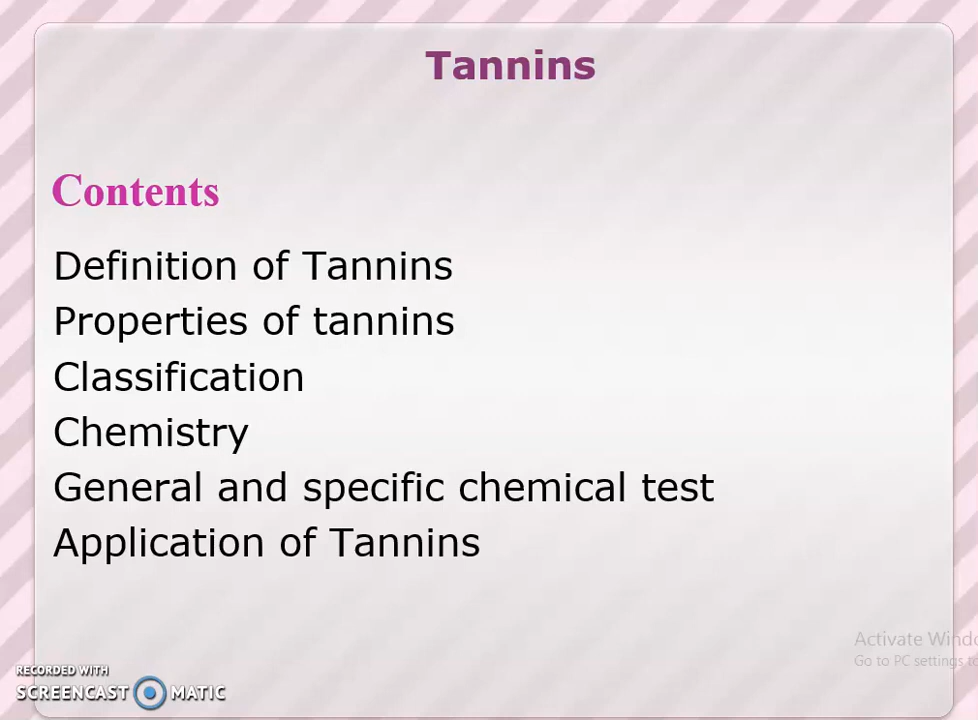 Tannins
Contents
Definition of Tannins
Properties of tannins
Classification
Chemistry
General and specific chemical test
Application of Tannins
Activate Windo
Go to PC settings to
RECORDED WITH
SCREENCAST MATIC